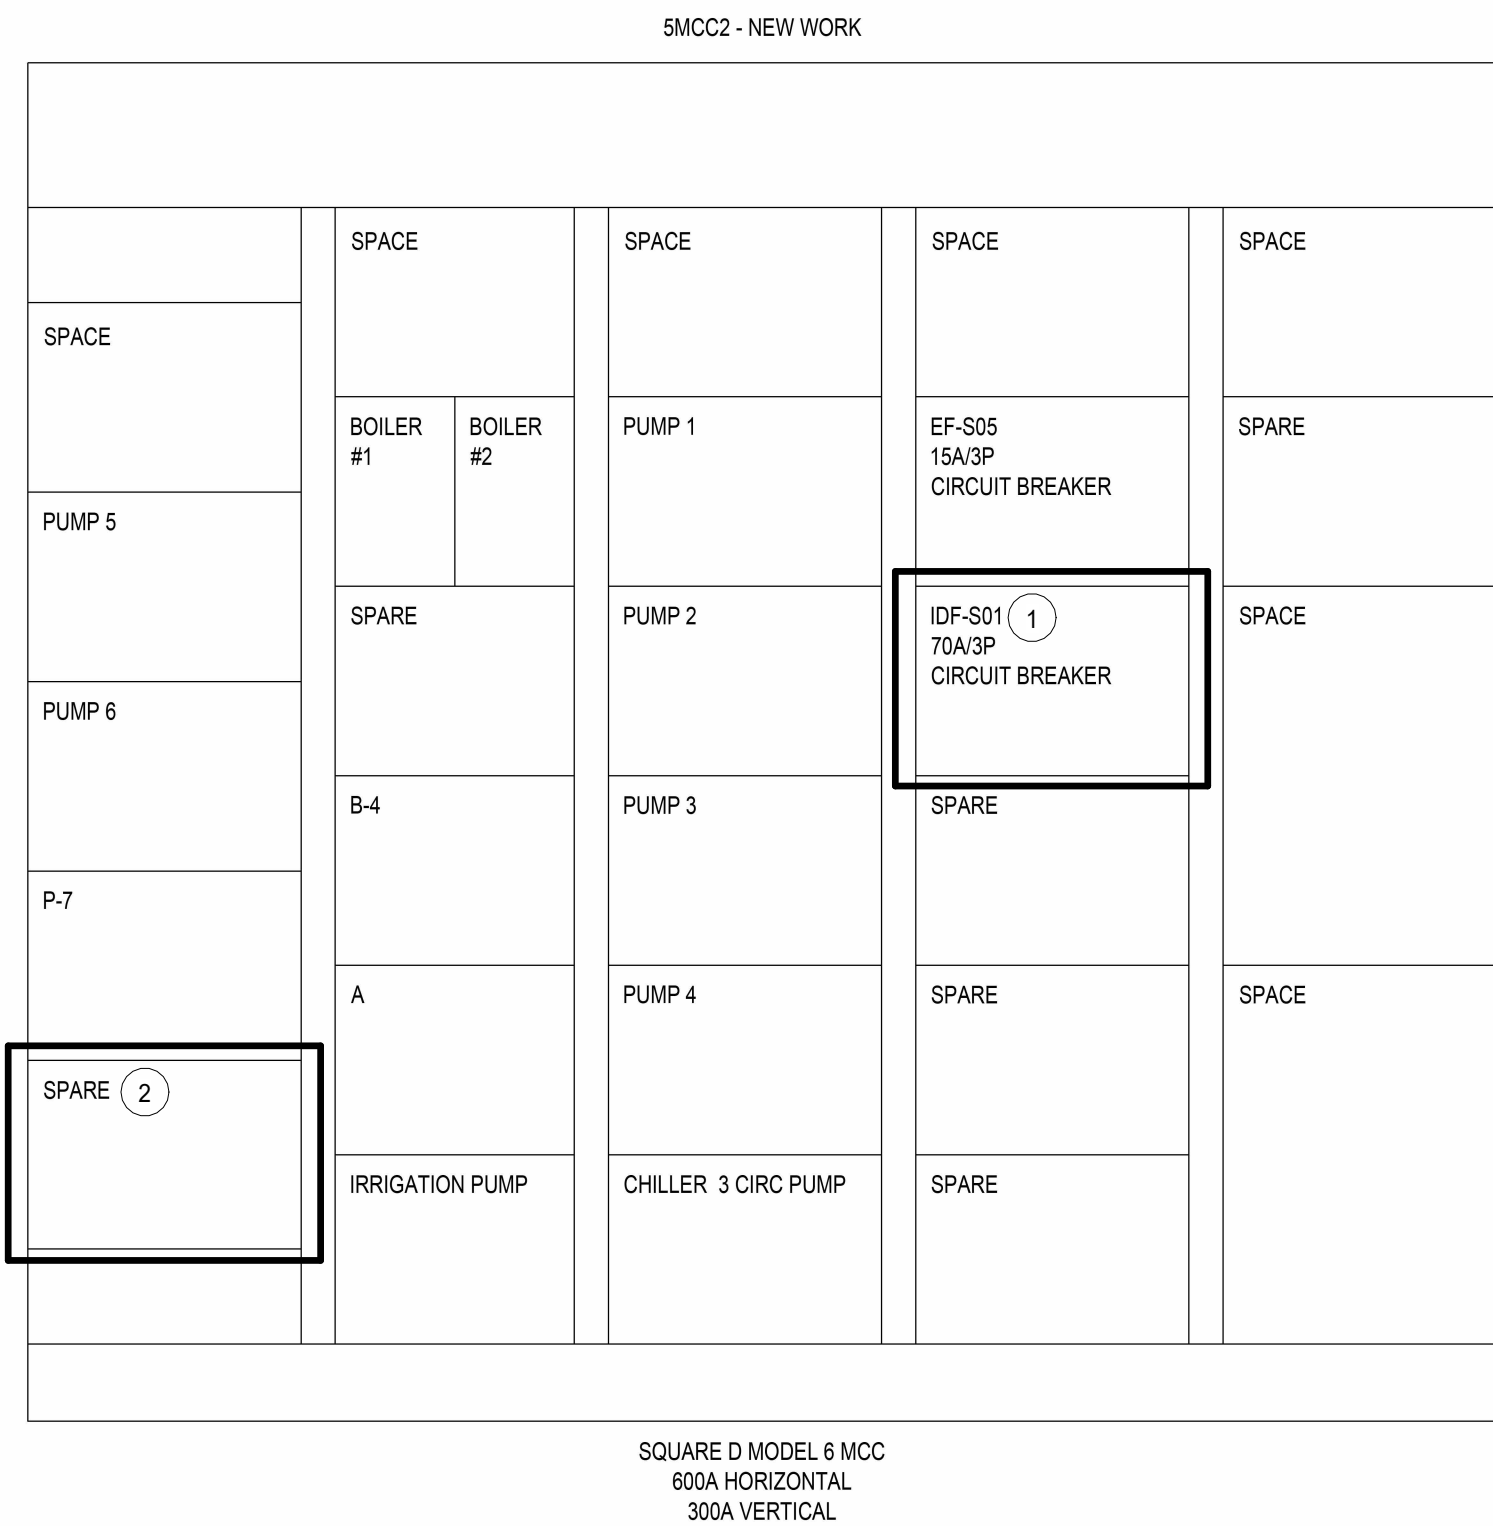 5MCC2 - NEW WORK
SPACE
PUMP 5
PUMP 6
P-7
SPARE 2
SPACE
BOILER
#1
BOILER
#2
SPARE
B-4
A
IRRIGATION PUMP
SPACE
PUMP 1
PUMP 2
PUMP 3
PUMP 4
CHILLER 3 CIRC PUMP
SPACE
EF-S05
15A/3P
CIRCUIT BREAKER
IDF-S01 1
70A/3P
CIRCUIT BREAKER
SPARE
SPARE
SPARE
SPACE
SPARE
SPACE
SPACE
SQUARE D MODEL 6 MCC
600A HORIZONTAL
300A VERTICAL